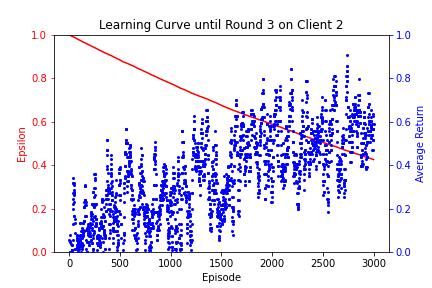 Learning Curve until Round 3 on Client 2
1.0 1.0
0.8 0.8
0.6 0.6
0.4 0.4
0.2 0.2
0.0 0.0
Epsilon
Average Return
0 500 1000 1500 2000 2500 3000
Episode